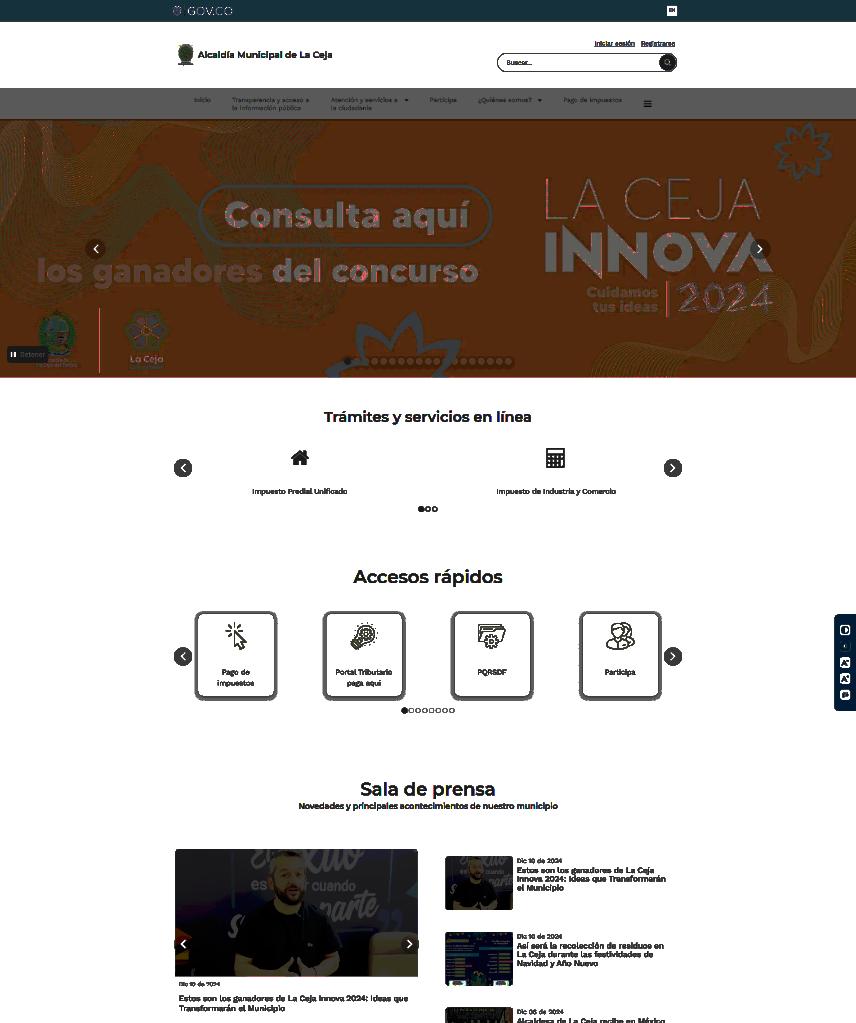 GOV.CO
EN
Alcaldía Municipal de La Ceja
Iniciar sesión
Registrarse
Buscar...
Inicio
Transparencia y acceso a
la información pública
Atención y servicios a
la ciudadanía
Participa
¿Quiénes somos?
Pago de Impuestos
Consulta aquí
los ganadores del concurso
LA CEJA
INNOVA
Cuidamos
tus ideas
2024
La Ceja
Detener
Trámites y servicios en línea
Impuesto Predial Unificado
Impuesto de Industria y Comercio
Accesos rápidos
Pago de
impuestos
Portal Tributario
paga aquí
PQRSDF
Participa
Sala de prensa
Novedades y principales acontecimientos de nuestro municipio
Dic 10 de 2024
Estos son los ganadores de La Ceja Innova 2024: Ideas que
Transformarán el Municipio
Dic 10 de 2024
Estos son los ganadores de La Ceja
Innova 2024: Ideas que Transformarán
el Municipio
Dic 10 de 2024
Así será la recolección de residuos en
La Ceja durante las festividades de
Navidad y Año Nuevo
Dic 06 de 2024
Alcaldesa de La Ceja recibe en México